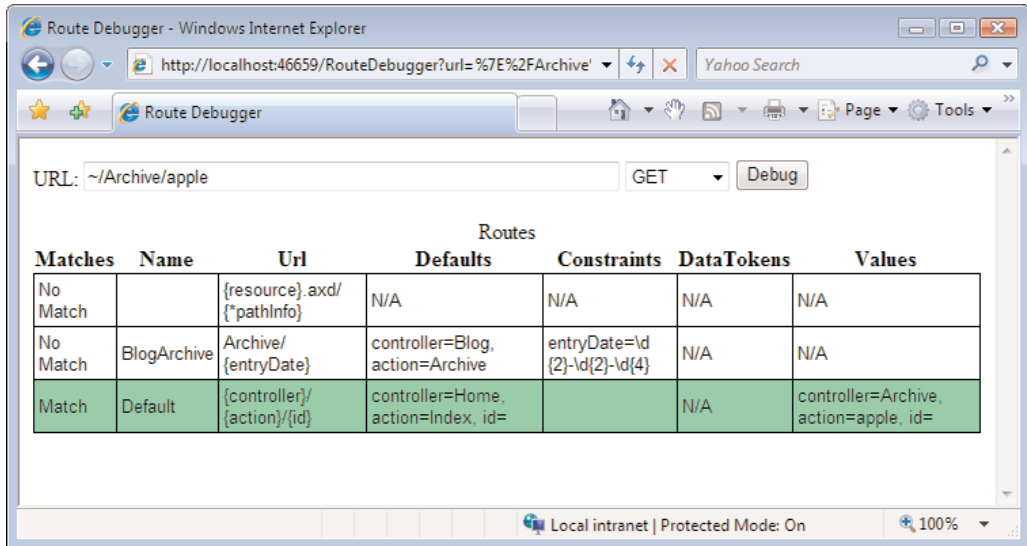 Route Debugger - Windows Internet Explorer
http://localhost:46659/RouteDebugger?url=%7E%2FArchive'
Yahoo Search
Route Debugger
Page
Tools
»
URL: ~/Archive/apple GET Debug
Routes
Matches Name Url Defaults Constraints DataTokens Values
No Match {resource}.axd/{*pathInfo} N/A N/A N/A N/A
No Match BlogArchive Archive/{entryDate} controller=Blog, action=Archive entryDate=\d{2}-\d{2}-\d{4} N/A N/A
Match Default {controller}/{action}/{id} controller=Home, action=Index, id= N/A controller=Archive, action=apple, id=
Local intranet | Protected Mode: On 100%